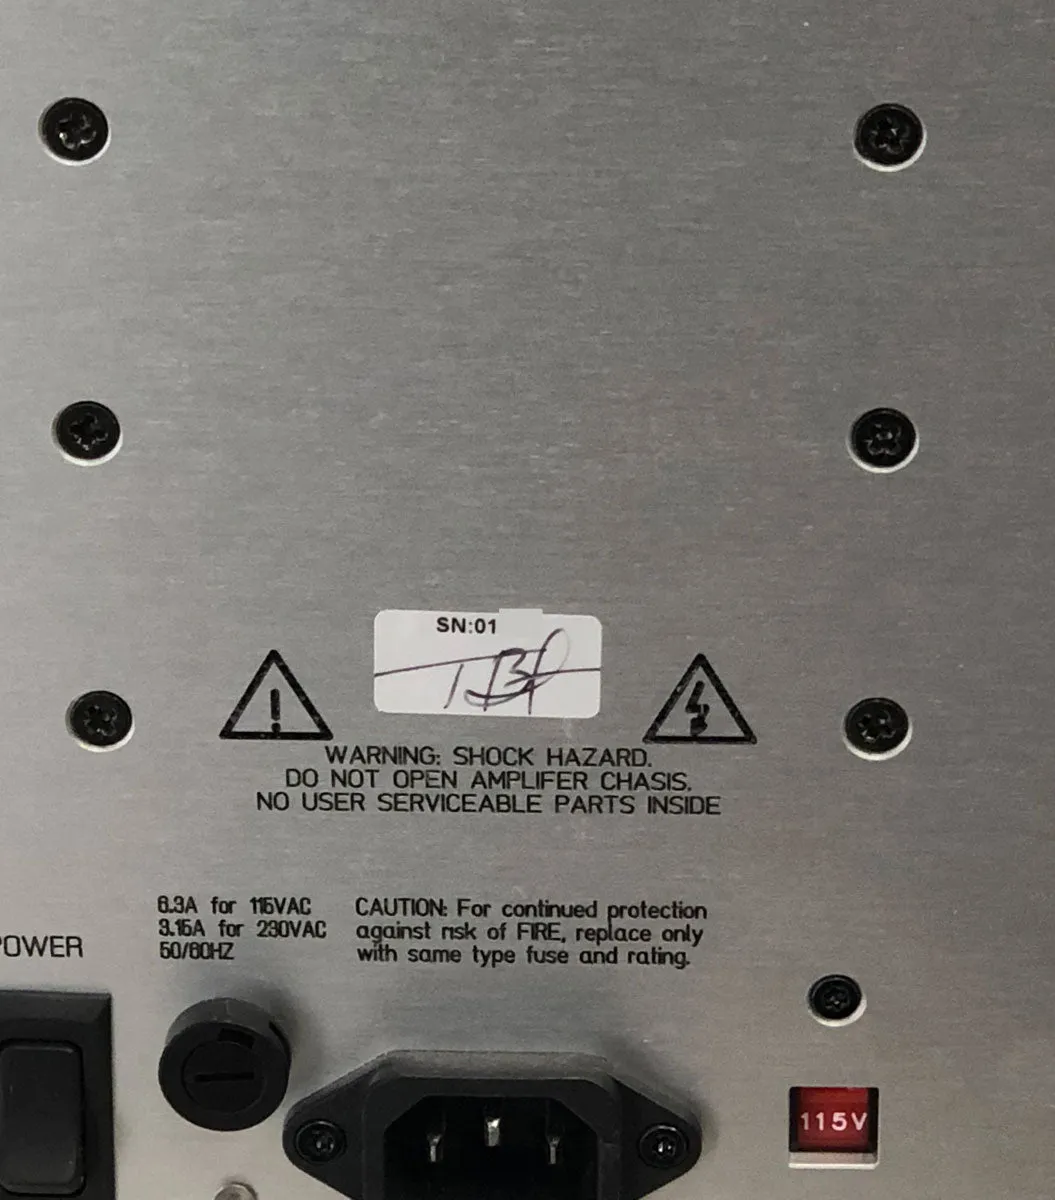 SN:01
WARNING: SHOCK HAZARD.
DO NOT OPEN AMPLIFER CHASIS.
NO USER SERVICEABLE PARTS INSIDE
6.3A for 115VAC
3.15A for 230VAC
50/60HZ
CAUTION: For continued protection
against risk of FIRE, replace only
with same type fuse and rating.
POWER
115V